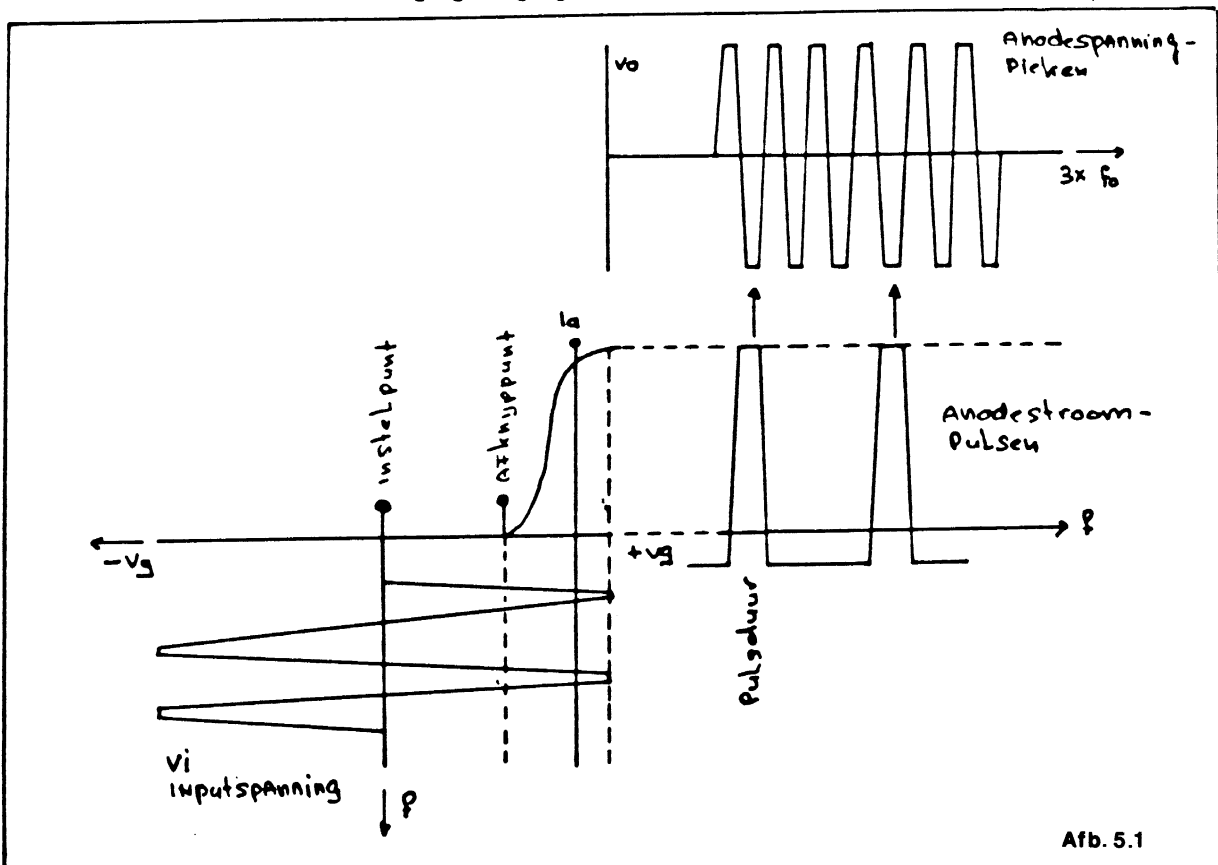 Anodespanning-
Pieken
vo
3x fo
Ia
Instelpunt
Afknijppunt
Anodestroom-
Pulsen
-Vg
+Vg
f
Pulsduur
Vi
Inputspanning
f
Afb. 5.1